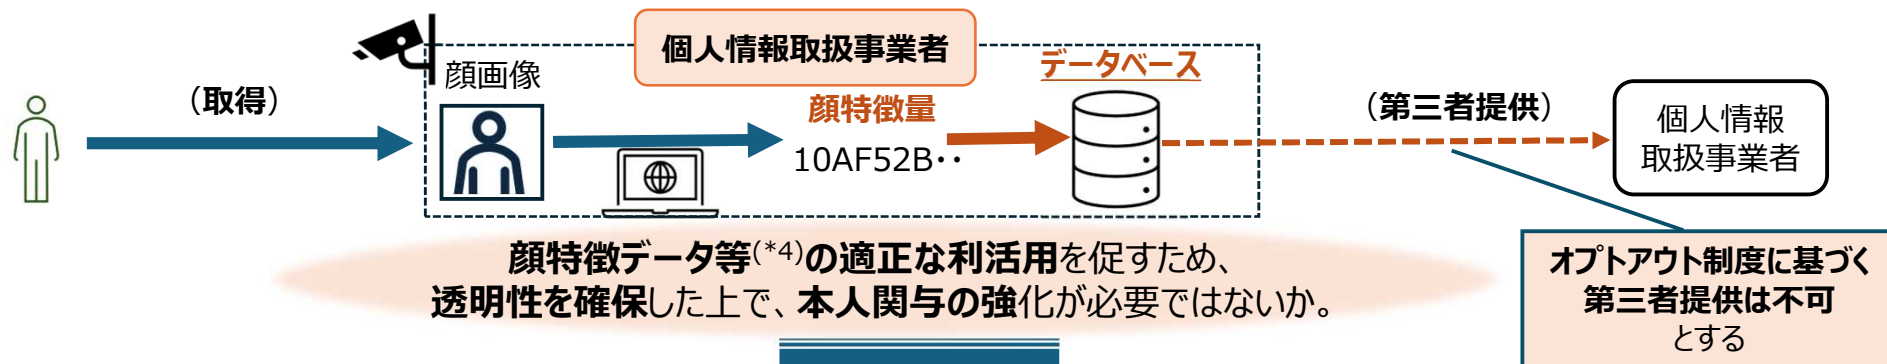 個人情報取扱事業者
顔画像
データベース
(取得)
顔特徴量
10AF52B‥
(第三者提供)
個人情報
取扱事業者
顔特徴データ等(*4)の適正な利活用を促すため、
透明性を確保した上で、本人関与の強化が必要ではないか。
オプトアウト制度に基づく
第三者提供は不可
とする